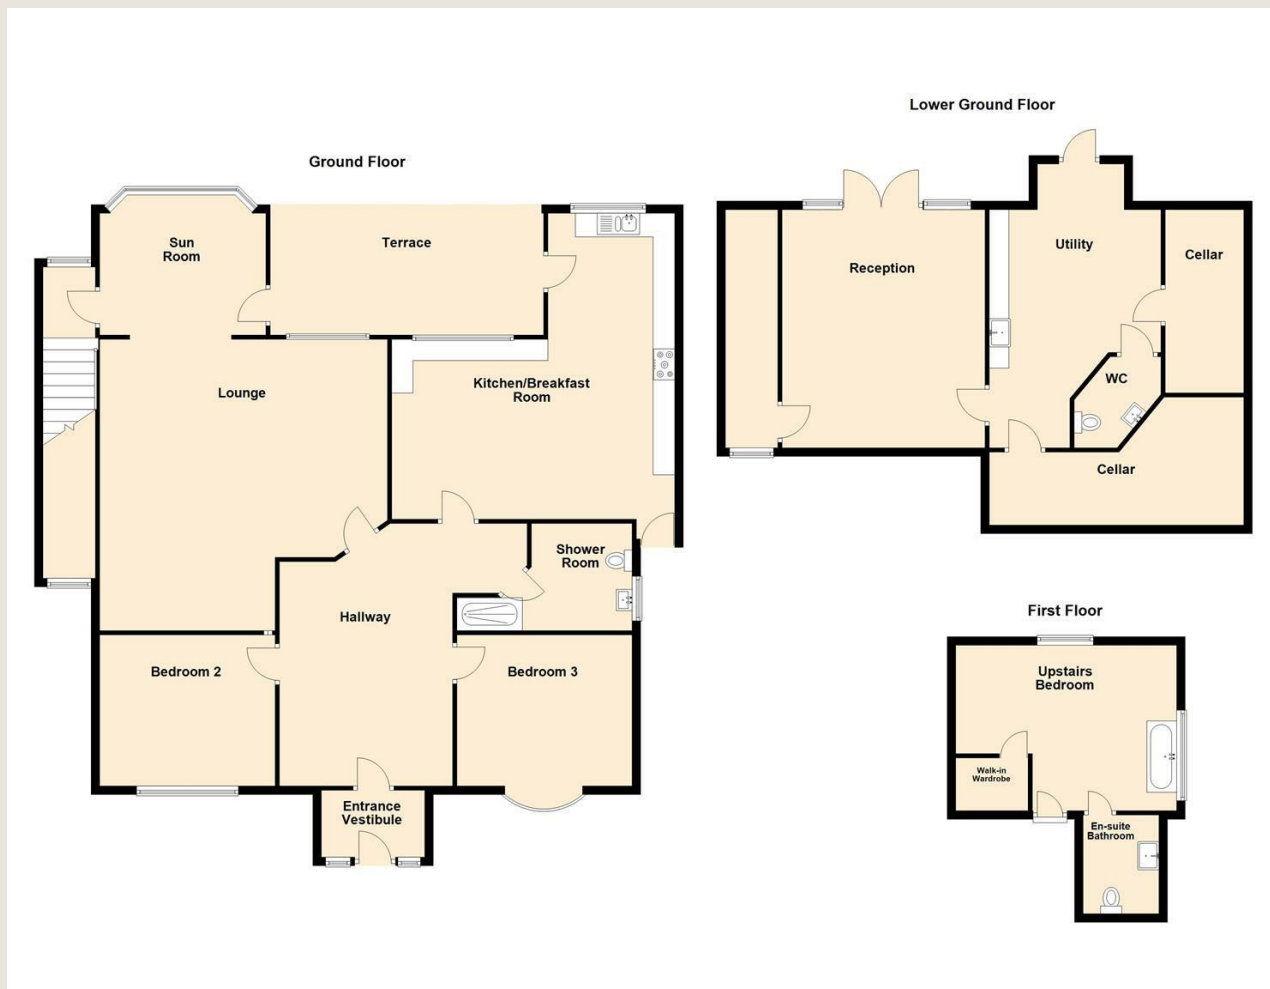 Ground Floor
Sun
Room
Terrace
Lounge
Kitchen/Breakfast
Room
Shower
Room
Hallway
Bedroom 2
Bedroom 3
Entrance
Vestibule
Lower Ground Floor
Reception
Utility
Cellar
WC
Cellar
First Floor
Upstairs
Bedroom
Walk-in
Wardrobe
En-suite
Bathroom